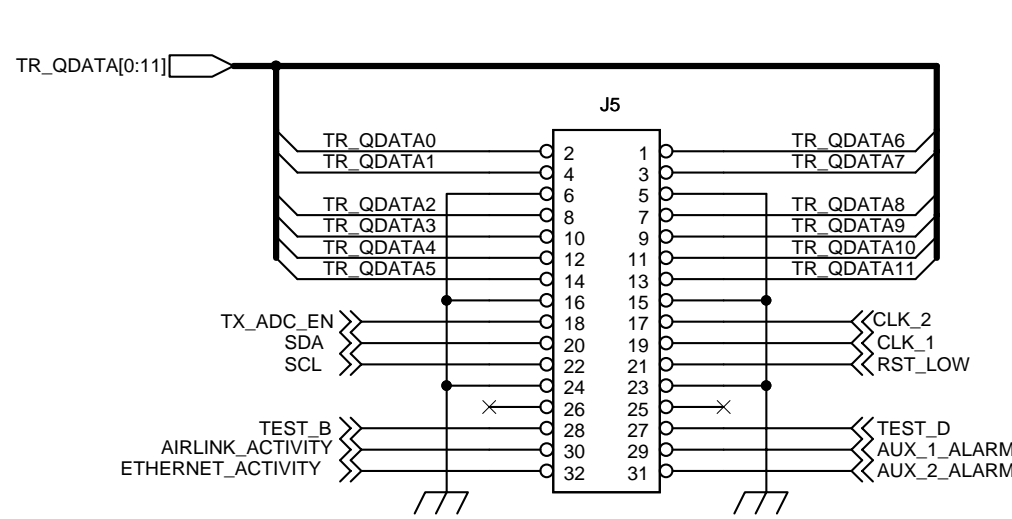 TR_QDATA[0:11]
J5
TR_QDATA0 2 1 TR_QDATA6
TR_QDATA1 4 3 TR_QDATA7
6 5
TR_QDATA2 8 7 TR_QDATA8
TR_QDATA3 10 9 TR_QDATA9
TR_QDATA4 12 11 TR_QDATA10
TR_QDATA5 14 13 TR_QDATA11
16 15
TX_ADC_EN 18 17 CLK_2
SDA 20 19 CLK_1
SCL 22 21 RST_LOW
24 23
26 25
TEST_B 28 27 TEST_D
AIRLINK_ACTIVITY 30 29 AUX_1_ALARM
ETHERNET_ACTIVITY 32 31 AUX_2_ALARM